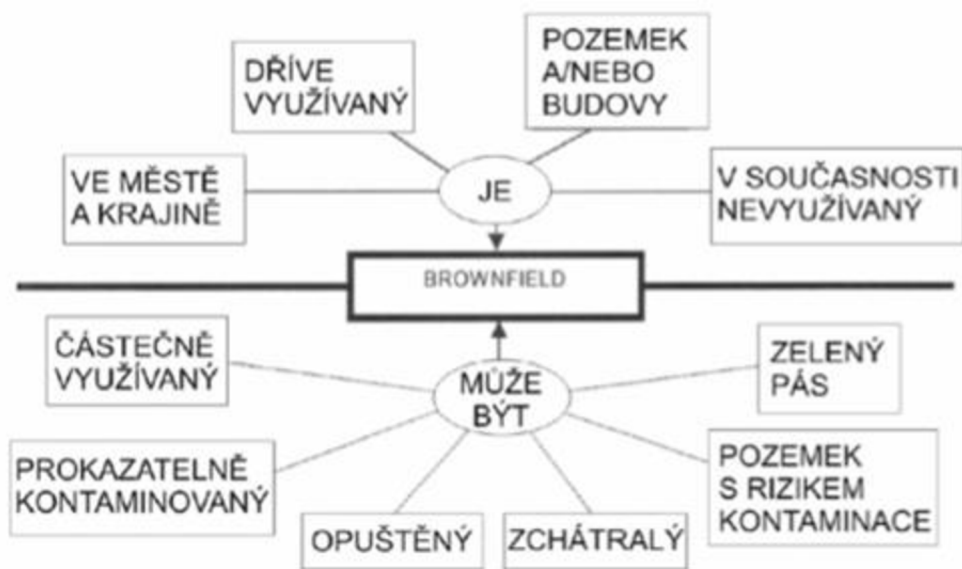 DŘÍVE
VYUŽÍVANÝ
POZEMEK
A/NEBO
BUDOVY
VE MĚSTĚ
A KRAJINĚ
JE
V SOUČASNOSTI
NEVYUŽÍVANÝ
BROWNFIELD
ČÁSTEČNĚ
VYUŽÍVANÝ
MŮŽE
BÝT
ZELENÝ
PÁS
PROKAZATELNĚ
KONTAMINOVANÝ
OPUŠTĚNÝ
ZCHÁTRALÝ
POZEMEK
S RIZIKEM
KONTAMINACE